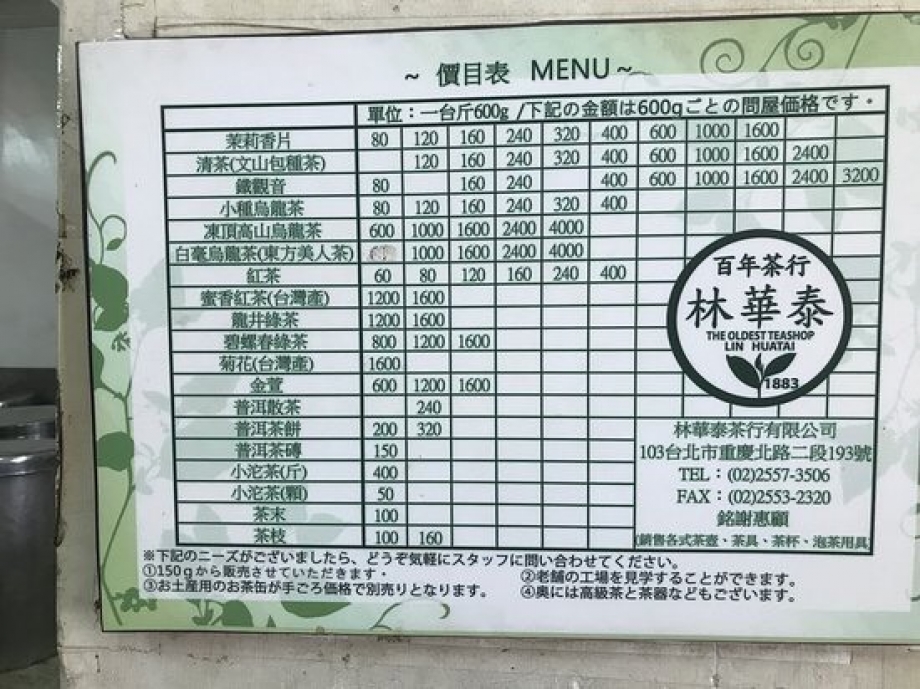 ~ 價目表 MENU ~
單位：一台斤600g /下記の金額は600gごとの問屋価格です。
茉莉香片 80 120 160 240 320 400 600 1000 1600
清茶(文山包種茶) 120 160 240 320 400 600 1000 1600 2400
鐵觀音 80 160 240 400 600 1000 1600 2400 3200
小種烏龍茶 80 120 160 240 320 400
凍頂高山烏龍茶 600 1000 1600 2400 4000
白毫烏龍茶(東方美人茶) 1000 1600 2400 4000
紅茶 60 80 120 160 240 400
蜜香紅茶(台灣產) 1200 1600
龍井綠茶 1200 1600
碧螺春綠茶 800 1200 1600
菊花(台灣產) 1600
金萱 600 1200 1600
普洱散茶 240
普洱茶餅 200 320
普洱茶磚 150
小沱茶(斤) 400
小沱茶(顆) 50
茶末 100
茶枝 100 160
百年茶行
林華泰
THE OLDEST TEASHOP
LIN HUATAI
1883
林華泰茶行有限公司
103台北市重慶北路二段193號
TEL：(02)2557-3506
FAX：(02)2553-2320
銘謝惠顧
(銷售各式茶壺、茶具、茶杯、泡茶用具)
※下記のニーズがございましたら、どうぞ気軽にスタッフに問い合わせてください。
①150gから販売させていただきます・ ②老舗の工場を見学することができます。
③お土産用のお茶缶が手ごろ価格で別売りとなります。 ④奥には高級茶と茶器などもございます。